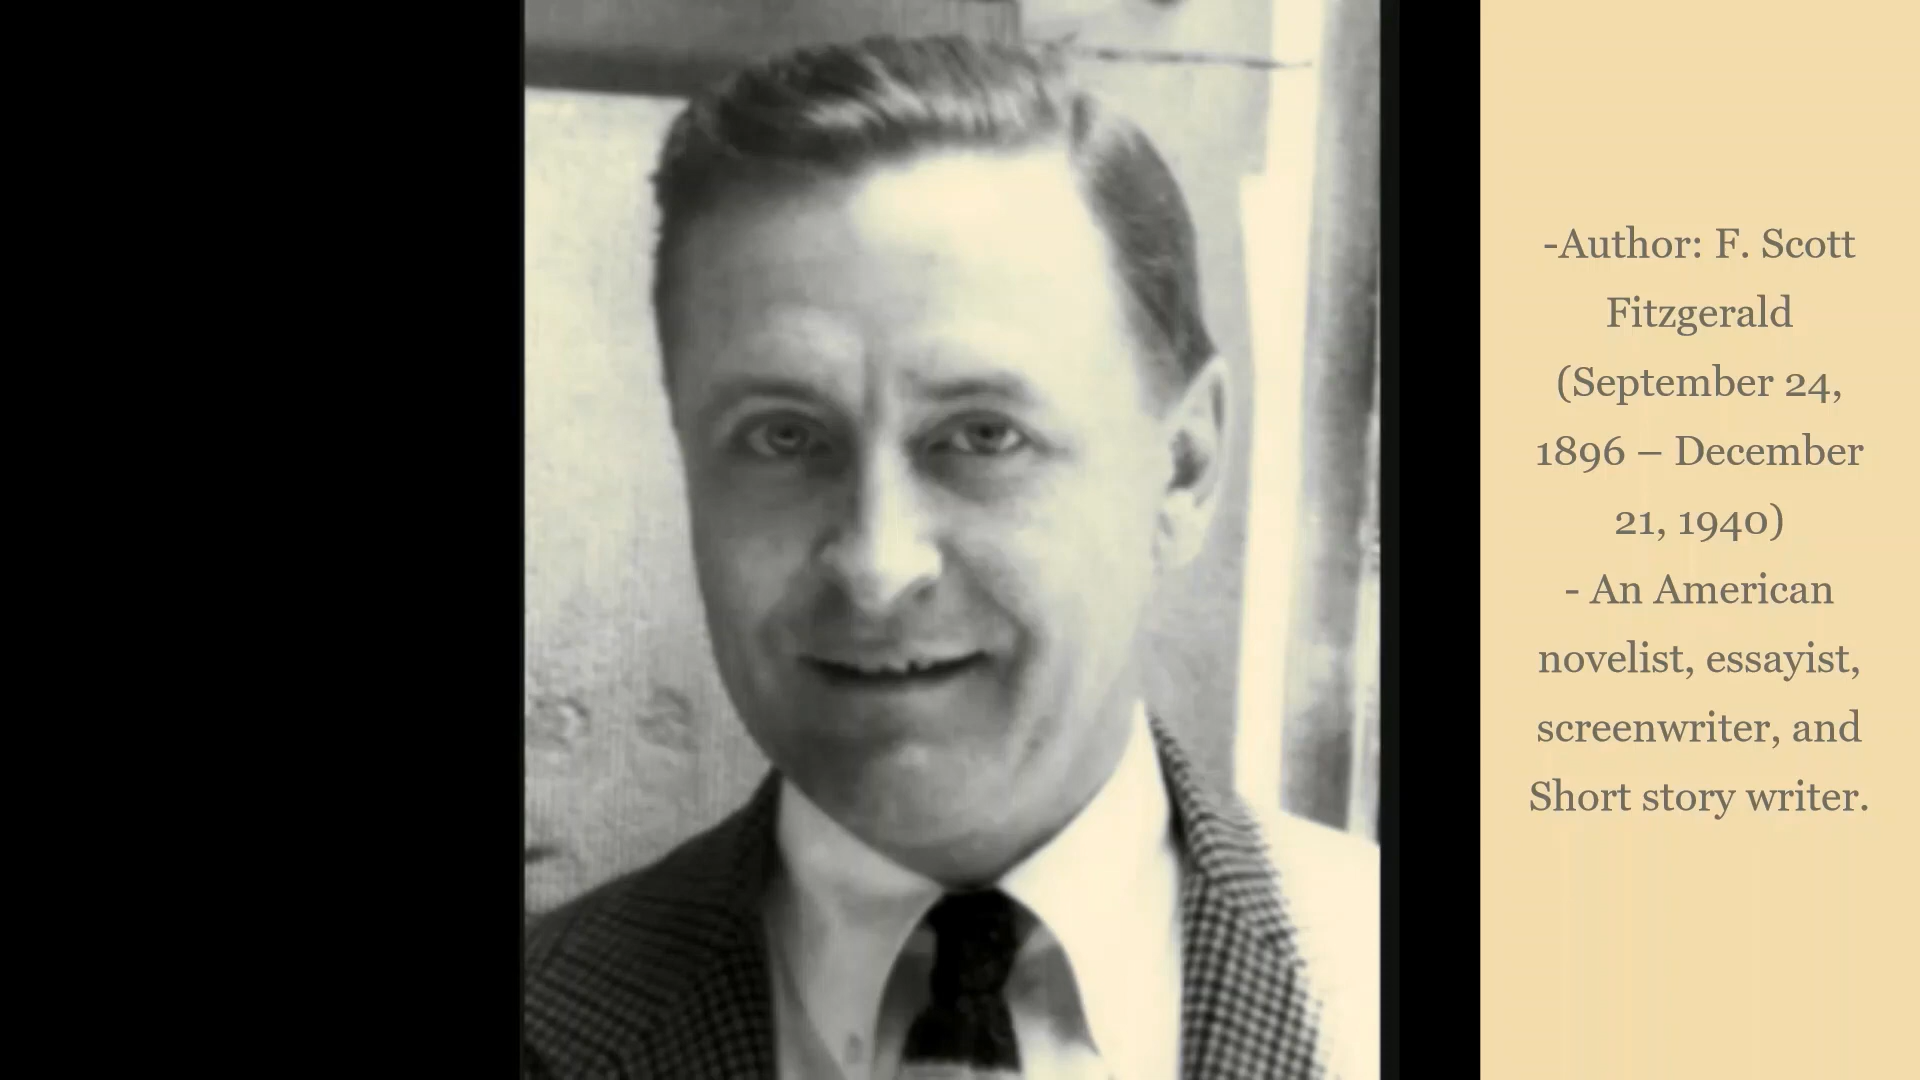 -Author: F. Scott
Fitzgerald
(September 24,
1896 – December
21, 1940)
- An American
novelist, essayist,
screenwriter, and
Short story writer.